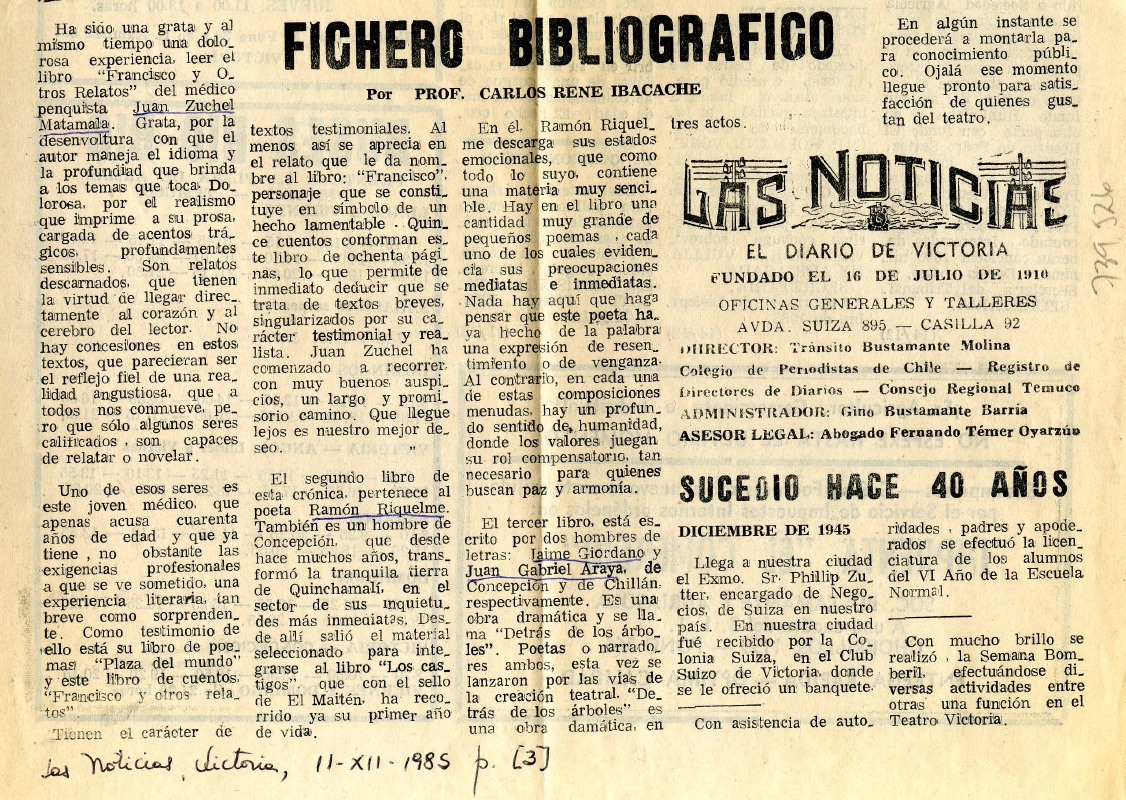 FICHERO BIBLIOGRAFICO
Por PROF. CARLOS RENE IBACACHE
Ha sido una grata y al
mismo tiempo una dolo_
rosa experiencia, leer el
libro "Francisco y O_
tros Relatos" del médico
penquista Juan Zuchel
Matamala. Grata, por la
desenvoltura con que el
autor maneja el idioma y
la profundiad que brinda
a los temas que toca. Do_
lorosa, por el realismo
que imprime a su prosa,
cargada de acentos trá_
gicos, profundamentes
sensibles. Son relatos
descarnados, que tienen
la virtud de llegar direc_
tamente al corazón y al
cerebro del lector. No
hay concesiones en estos
textos, que parecieran ser
el reflejo fiel de una rea_
lidad angustiosa, que a
todos nos conmueve, pe_
ro que sólo algunos seres
calificados , son capaces
de relatar o novelar.
Uno de esos seres es
este joven médico, que
apenas acusa cuarenta
años de edad y que ya
tiene , no obstante las
exigencias profesionales
a que se ve sometido, una
experiencia literaria, tan
breve como sorprenden_
te. Como testimonio de
ello está su libro de poe_
mas "Plaza del mundo"
y este libro de cuentos,
"Francisco y otros rela_
tos".
Tienen el carácter de
textos testimoniales. Al
menos así se aprecia en
el relato que le da nom_
bre al libro: "Francisco",
personaje que se consti_
tuye en símbolo de un
hecho lamentable . Quin_
ce cuentos conforman es_
te libro de ochenta pági_
nas, lo que permite de
inmediato deducir que se
trata de textos breves,
singularizados por su ca_
rácter testimonial y rea_
lista. Juan Zuchel ha
comenzado a recorrer,
con muy buenos auspi_
cios, un largo y promi_
sorio camino. Que llegue
lejos es nuestro mejor de_
seo. "
El segundo libro de
esta crónica, pertenece al
poeta Ramón Riquelme.
También es un hombre de
Concepción, que desde
hace muchos años, trans_
formó la tranquila tierra
de Quinchamalí, en el
sector de sus inquietu_
des más inmediatas. Des_
de allí salió el material
seleccionado para inte_
grarse al libro "Los cas_
tigos", que con el sello
de El Maitén, ha reco_
rrido ya su primer año
de vida.
En él, Ramón Riquel_
me descarga sus estados
emocionales, que como
todo lo suyo, contiene
una materia muy senci_
ble. Hay en el libro una
cantidad muy grande de
pequeños poemas , cada
uno de los cuales eviden_
cia sus preocupaciones
mediatas e inmediatas.
Nada hay aquí que haga
pensar que este poeta ha_
ya hecho de la palabra
una expresión de resen_
timiento o de venganza.
Al contrario, en cada una
de estas composiciones
menudas, hay un profun_
do sentido de humanidad,
donde los valores juegan
su rol compensatorio, tan
necesario para quienes
buscan paz y armonía.
El tercer libro, está es_
crito por dos hombres de
letras: Jaime Giordano y
Juan Gabriel Araya, de
Concepción y de Chillán,
respectivamente. Es una
obra dramática y se lla_
ma "Detrás de los árbo_
les". Poetas o narrado_
res ambos, esta vez se
lanzaron por las vías de
la creación teatral. "De_
trás de los árboles" es
una obra damática, en
tres actos.
En algún instante se
procederá a montarla pa_
ra conocimiento públi_
co. Ojalá ese momento
llegue pronto para satis_
facción de quienes gus_
tan del teatro.
LAS NOTICIAS
EL DIARIO DE VICTORIA
FUNDADO EL 16 DE JULIO DE 1910
OFICINAS GENERALES Y TALLERES
AVDA. SUIZA 895 — CASILLA 92
DIRECTOR: Tránsito Bustamante Molina
Colegio de Periodistas de Chile — Registro de
Directores de Diarios — Consejo Regional Temuco
ADMINISTRADOR: Gino Bustamante Barría
ASESOR LEGAL: Abogado Fernando Témer Oyarzún
SUCEDIO HACE 40 AÑOS
DICIEMBRE DE 1945
Llega a nuestra ciudad
el Exmo. Sr. Phillip Zu_
tter, encargado de Nego_
cios, de Suiza en nuestro
país. En nuestra ciudad
fué recibido por la Co_
lonia Suiza, en el Club
Suizo de Victoria, donde
se le ofreció un banquete.
Con asistencia de auto_
ridades , padres y apode_
rados se efectuó la licen_
ciatura de los alumnos
del VI Año de la Escuela
Normal.
Con mucho brillo se
realizó , la Semana Bom_
beril, efectuándose di_
versas actividades entre
otras una función en el
Teatro Victoria.
Las Noticias, Victoria, 11-XII-1985 p. [3]